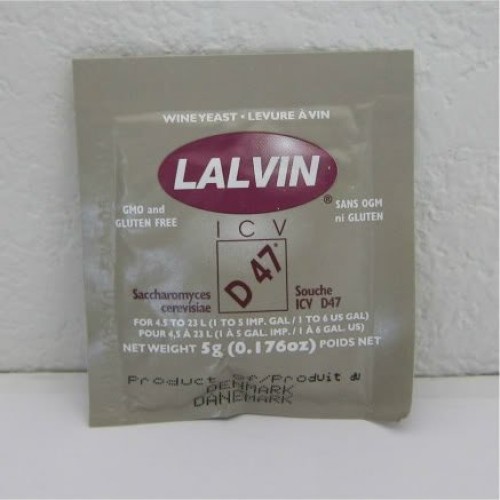 WINE YEAST • LEVURE À VIN
LALVIN®
GMO and
GLUTEN FREE
SANS OGM
ni GLUTEN
ICV
D47®
Saccharomyces
cerevisiae
Souche
ICV D47
FOR 4.5 TO 23 L (1 TO 5 IMP. GAL / 1 TO 6 US GAL)
POUR 4,5 À 23 L (1 À 5 GAL. IMP. / 1 À 6 GAL. US)
NET WEIGHT 5g (0.176oz) POIDS NET
Product of/Produit du
DENMARK
DANEMARK